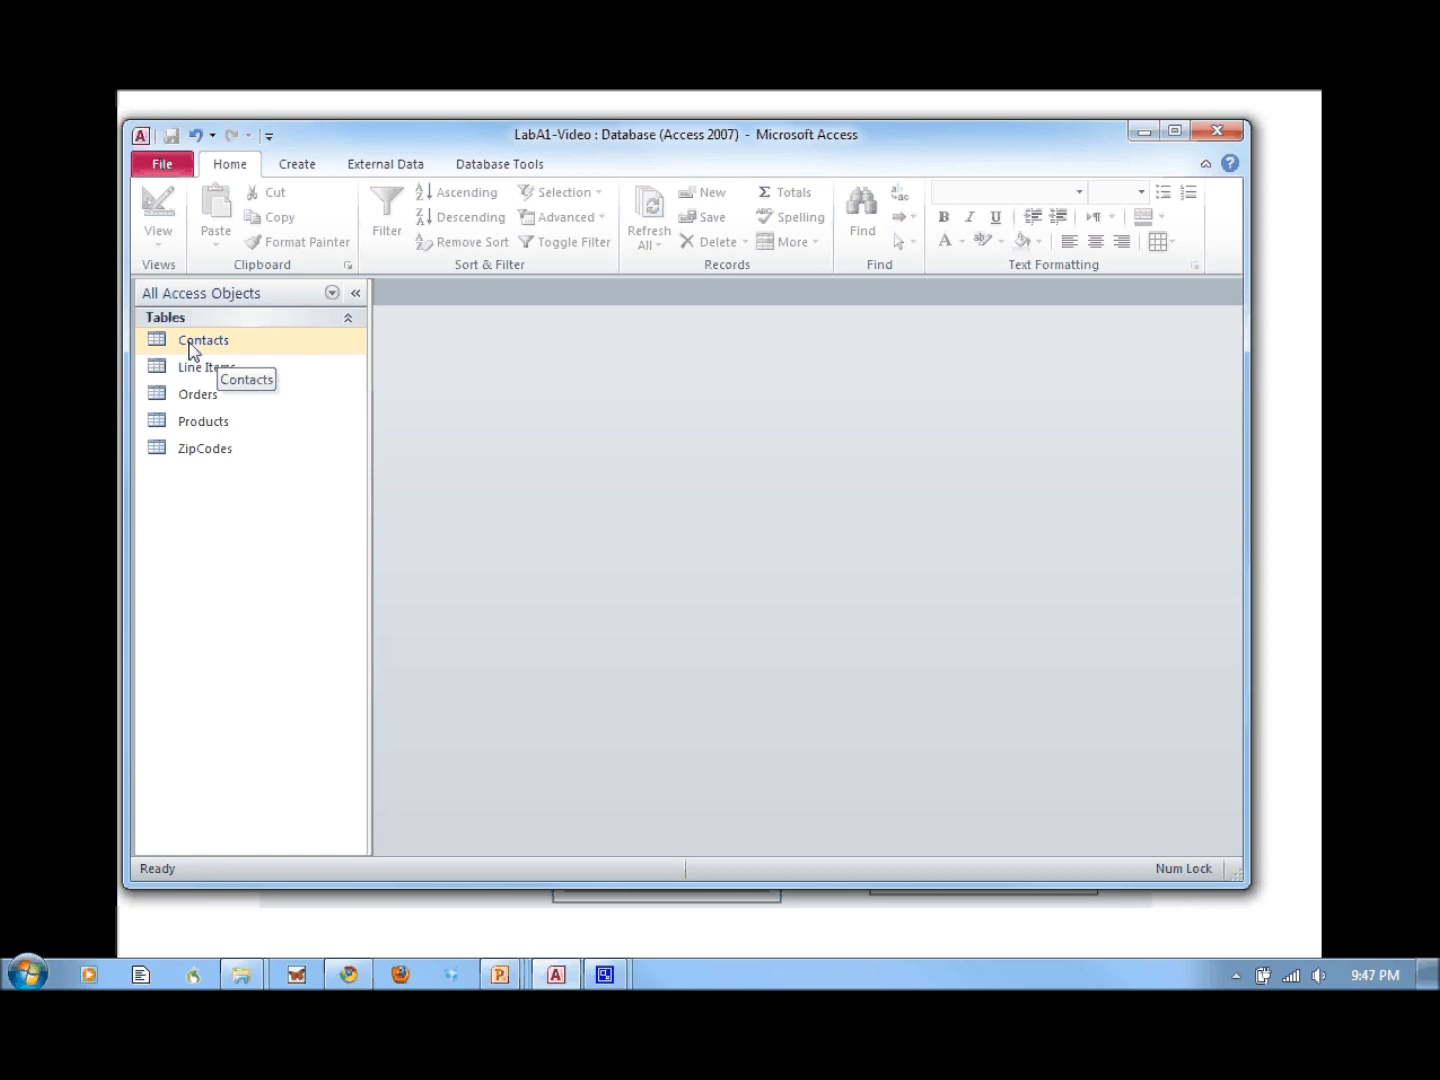 LabA1-Video : Database (Access 2007) - Microsoft Access
File Home Create External Data Database Tools
View
Views
Paste
Cut
Copy
Format Painter
Clipboard
Filter
Ascending
Descending
Remove Sort
Selection
Advanced
Toggle Filter
Sort & Filter
Refresh
All
New
Save
Delete
Totals
Spelling
More
Records
Find
Find
B I U
A
Text Formatting
All Access Objects
Tables
Contacts
Line Items
Contacts
Orders
Products
ZipCodes
Ready
Num Lock
9:47 PM